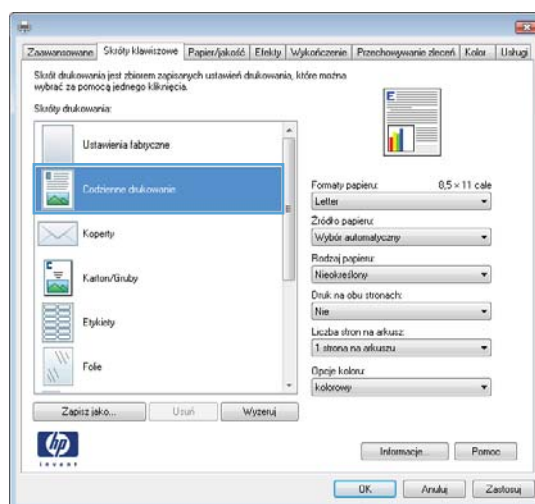 Zaawansowane Skróty klawiszowe Papier/jakość Efekty Wykończenie Przechowywanie zleceń Kolor Usługi
Skrót drukowania jest zbiorem zapisanych ustawień drukowania, które można
wybrać za pomocą jednego kliknięcia.
Skróty drukowania:
Ustawienia fabryczne
Codzienne drukowanie
Koperty
Karton/Gruby
Etykiety
Folie
Zapisz jako... Usuń Wyzeruj
E
Formaty papieru: 8,5 × 11 cale
Letter
Źródło papieru:
Wybór automatyczny
Rodzaj papieru:
Nieokreślony
Druk na obu stronach:
Nie
Liczba stron na arkusz:
1 strona na arkuszu
Opcje koloru:
kolorowy
hp
invent
Informacje... Pomoc
OK Anuluj Zastosuj